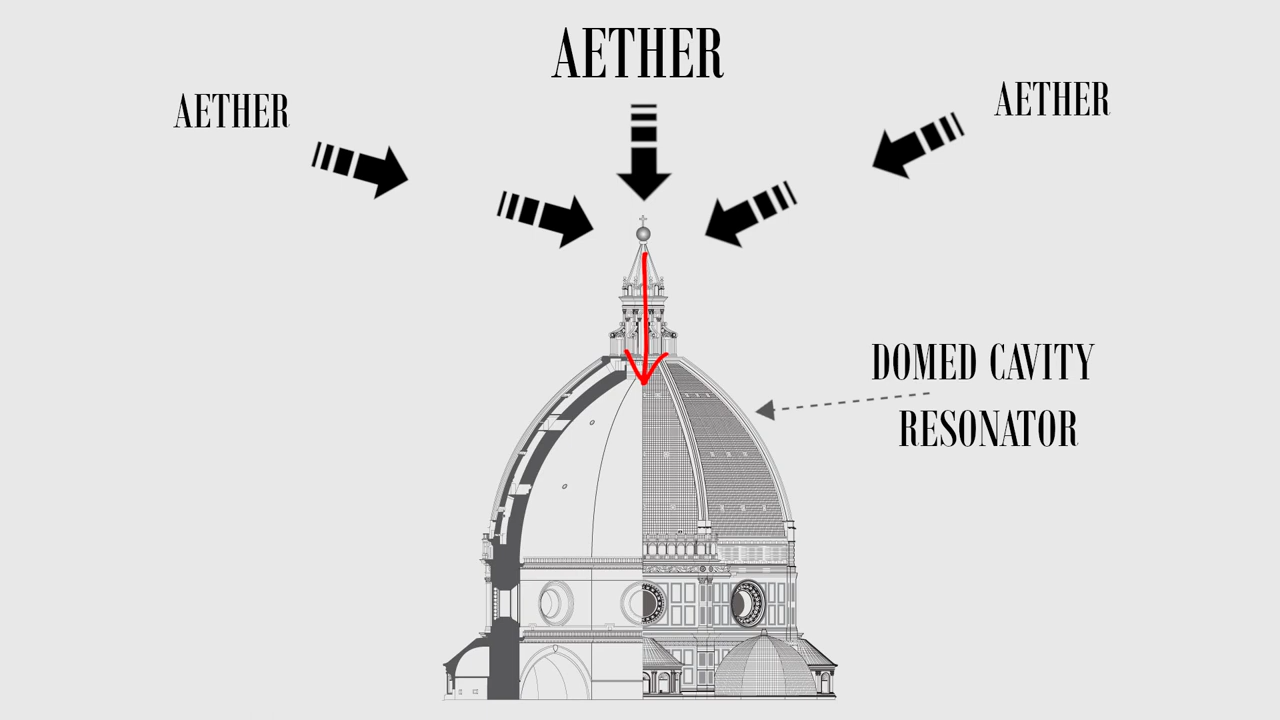 AETHER
AETHER
AETHER
DOMED CAVITY
RESONATOR